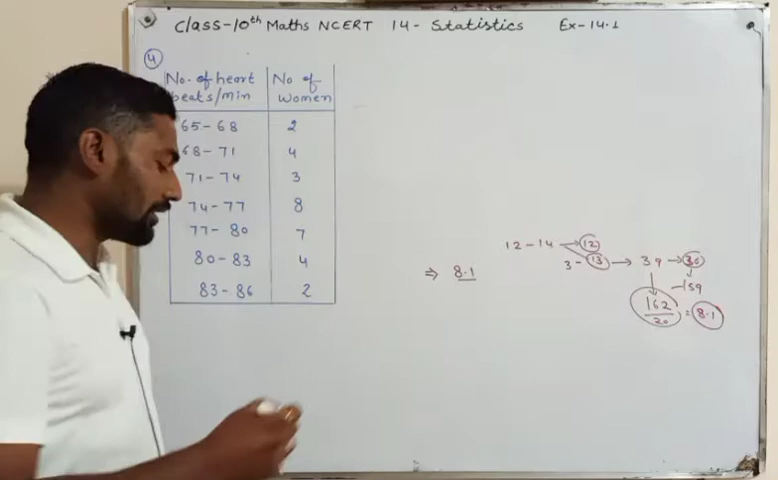 Class-10th Maths NCERT 14- Statistics Ex-14.1
4
No. of heart beats/min No of women
65-68 2
68-71 4
71-74 3
74-77 8
77-80 7
80-83 4
83-86 2
⇒ 8.1
12-14 → 12
3- 13 → 39 → 36
159
162/20 = 8.1